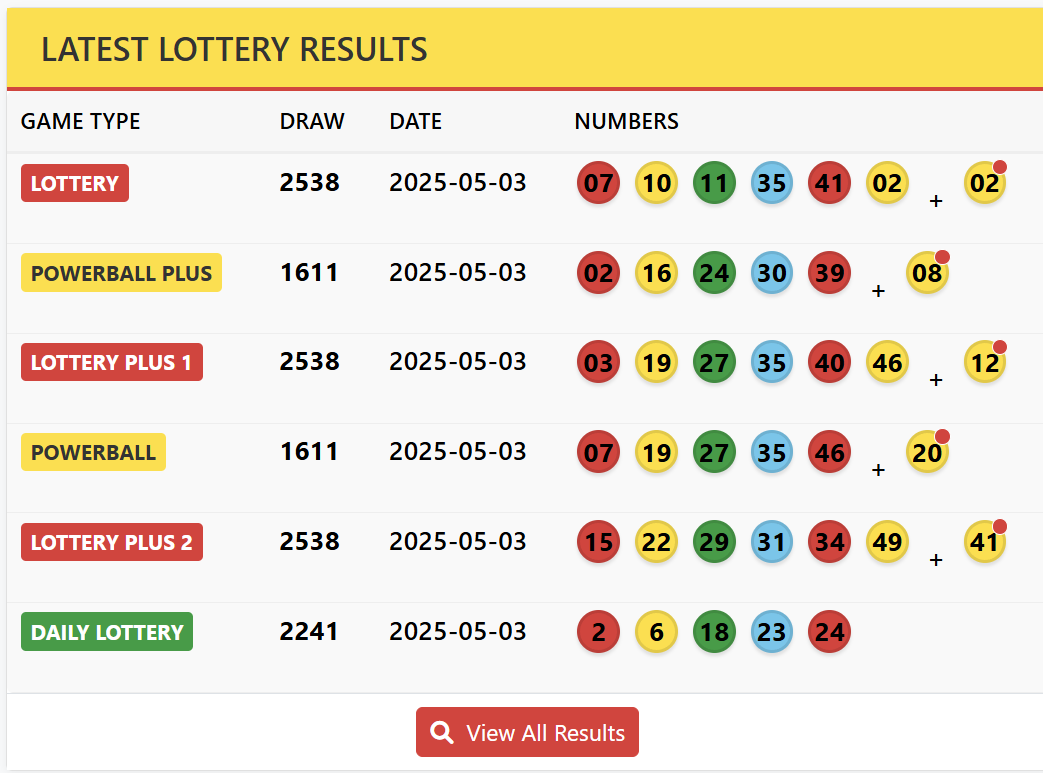 LATEST LOTTERY RESULTS
GAME TYPE DRAW DATE NUMBERS
LOTTERY 2538 2025-05-03 07 10 11 35 41 02 + 02
POWERBALL PLUS 1611 2025-05-03 02 16 24 30 39 + 08
LOTTERY PLUS 1 2538 2025-05-03 03 19 27 35 40 46 + 12
POWERBALL 1611 2025-05-03 07 19 27 35 46 + 20
LOTTERY PLUS 2 2538 2025-05-03 15 22 29 31 34 49 + 41
DAILY LOTTERY 2241 2025-05-03 2 6 18 23 24
View All Results